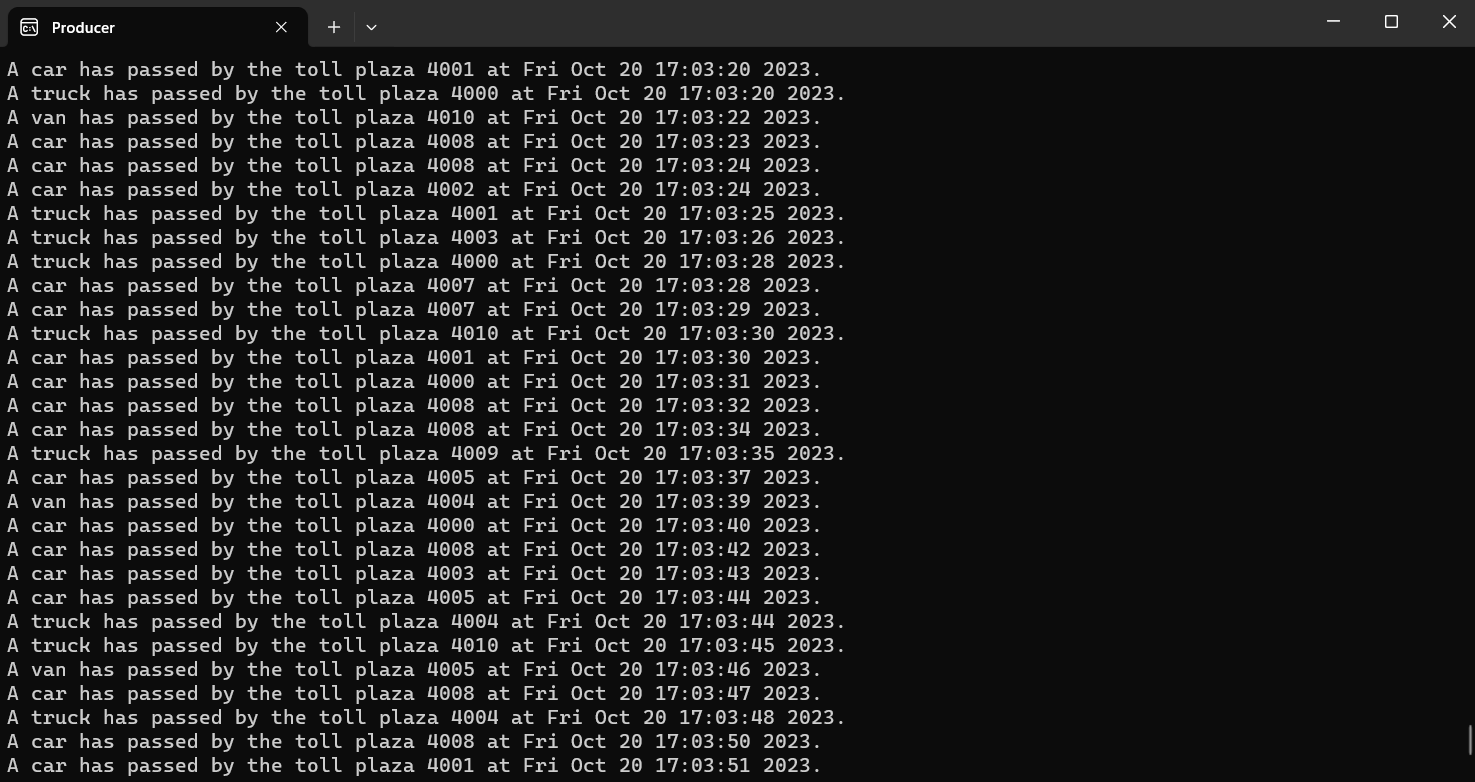 Producer
A car has passed by the toll plaza 4001 at Fri Oct 20 17:03:20 2023.
A truck has passed by the toll plaza 4000 at Fri Oct 20 17:03:20 2023.
A van has passed by the toll plaza 4010 at Fri Oct 20 17:03:22 2023.
A car has passed by the toll plaza 4008 at Fri Oct 20 17:03:23 2023.
A car has passed by the toll plaza 4008 at Fri Oct 20 17:03:24 2023.
A car has passed by the toll plaza 4002 at Fri Oct 20 17:03:24 2023.
A truck has passed by the toll plaza 4001 at Fri Oct 20 17:03:25 2023.
A truck has passed by the toll plaza 4003 at Fri Oct 20 17:03:26 2023.
A truck has passed by the toll plaza 4000 at Fri Oct 20 17:03:28 2023.
A car has passed by the toll plaza 4007 at Fri Oct 20 17:03:28 2023.
A car has passed by the toll plaza 4007 at Fri Oct 20 17:03:29 2023.
A truck has passed by the toll plaza 4010 at Fri Oct 20 17:03:30 2023.
A car has passed by the toll plaza 4001 at Fri Oct 20 17:03:30 2023.
A car has passed by the toll plaza 4000 at Fri Oct 20 17:03:31 2023.
A car has passed by the toll plaza 4008 at Fri Oct 20 17:03:32 2023.
A car has passed by the toll plaza 4008 at Fri Oct 20 17:03:34 2023.
A truck has passed by the toll plaza 4009 at Fri Oct 20 17:03:35 2023.
A car has passed by the toll plaza 4005 at Fri Oct 20 17:03:37 2023.
A van has passed by the toll plaza 4004 at Fri Oct 20 17:03:39 2023.
A car has passed by the toll plaza 4000 at Fri Oct 20 17:03:40 2023.
A car has passed by the toll plaza 4008 at Fri Oct 20 17:03:42 2023.
A car has passed by the toll plaza 4003 at Fri Oct 20 17:03:43 2023.
A car has passed by the toll plaza 4005 at Fri Oct 20 17:03:44 2023.
A truck has passed by the toll plaza 4004 at Fri Oct 20 17:03:44 2023.
A truck has passed by the toll plaza 4010 at Fri Oct 20 17:03:45 2023.
A van has passed by the toll plaza 4005 at Fri Oct 20 17:03:46 2023.
A car has passed by the toll plaza 4008 at Fri Oct 20 17:03:47 2023.
A truck has passed by the toll plaza 4004 at Fri Oct 20 17:03:48 2023.
A car has passed by the toll plaza 4008 at Fri Oct 20 17:03:50 2023.
A car has passed by the toll plaza 4001 at Fri Oct 20 17:03:51 2023.